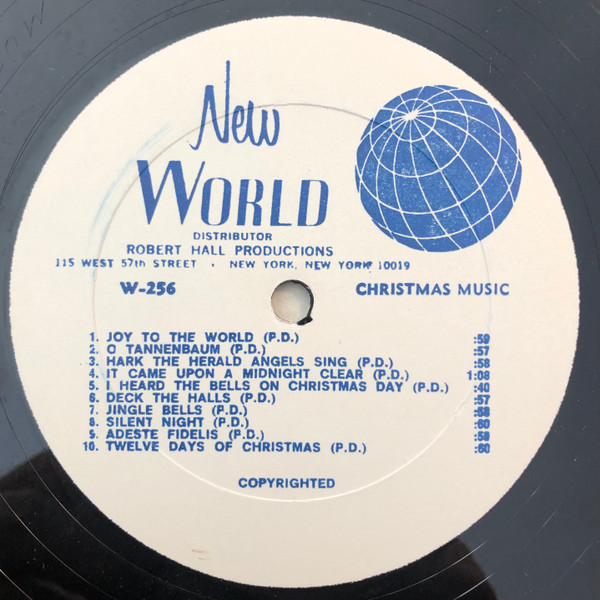 New
WORLD
DISTRIBUTOR
ROBERT HALL PRODUCTIONS
115 WEST 57th STREET • NEW YORK, NEW YORK 10019
W-256 CHRISTMAS MUSIC
1. JOY TO THE WORLD (P.D.) :59
2. O TANNENBAUM (P.D.) :57
3. HARK THE HERALD ANGELS SING (P.D.) :58
4. IT CAME UPON A MIDNIGHT CLEAR (P.D.) 1:08
5. I HEARD THE BELLS ON CHRISTMAS DAY (P.D.) :40
6. DECK THE HALLS (P.D.) :57
7. JINGLE BELLS (P.D.) :58
8. SILENT NIGHT (P.D.) :60
9. ADESTE FIDELIS (P.D.) :59
10. TWELVE DAYS OF CHRISTMAS (P.D.) :60
COPYRIGHTED